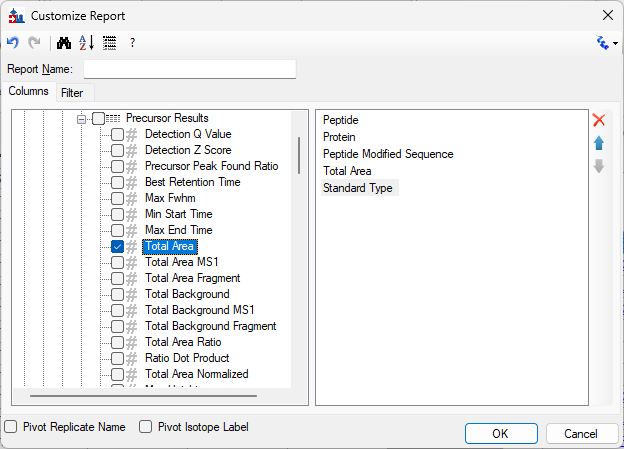 Customize Report
A
Z
?
Report Name:
Columns
Filter
Precursor Results
Detection Q Value
Detection Z Score
Precursor Peak Found Ratio
Best Retention Time
Max Fwhm
Min Start Time
Max End Time
Total Area
Total Area MS1
Total Area Fragment
Total Background
Total Background MS1
Total Background Fragment
Total Area Ratio
Ratio Dot Product
Total Area Normalized
Peptide
Protein
Peptide Modified Sequence
Total Area
Standard Type
Pivot Replicate Name
Pivot Isotope Label
OK
Cancel